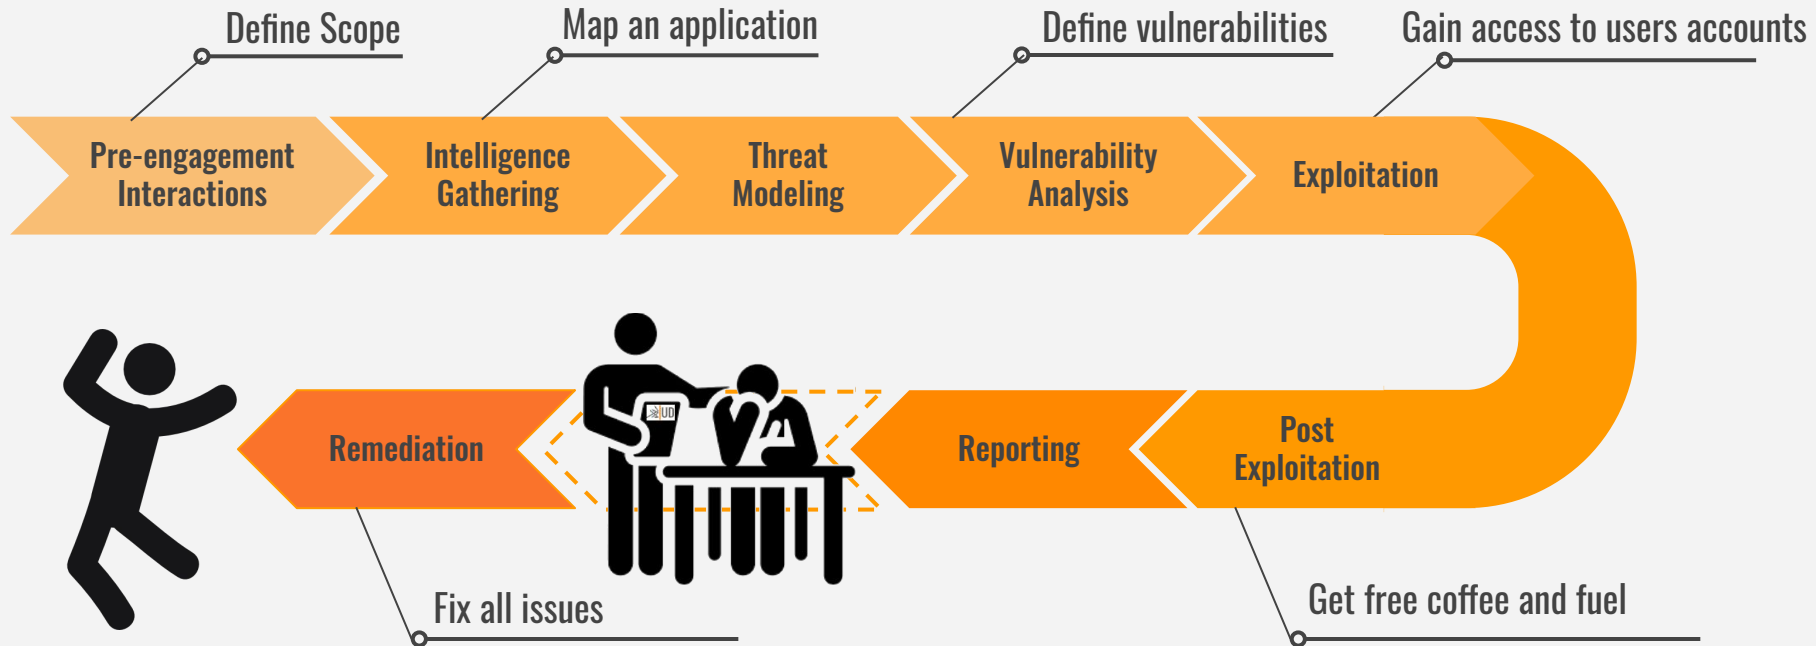 Define Scope
Map an application
Define vulnerabilities
Gain access to users accounts
Pre-engagement
Interactions
Intelligence
Gathering
Threat
Modeling
Vulnerability
Analysis
Exploitation
Post
Exploitation
Reporting
UD
Remediation
Fix all issues
Get free coffee and fuel